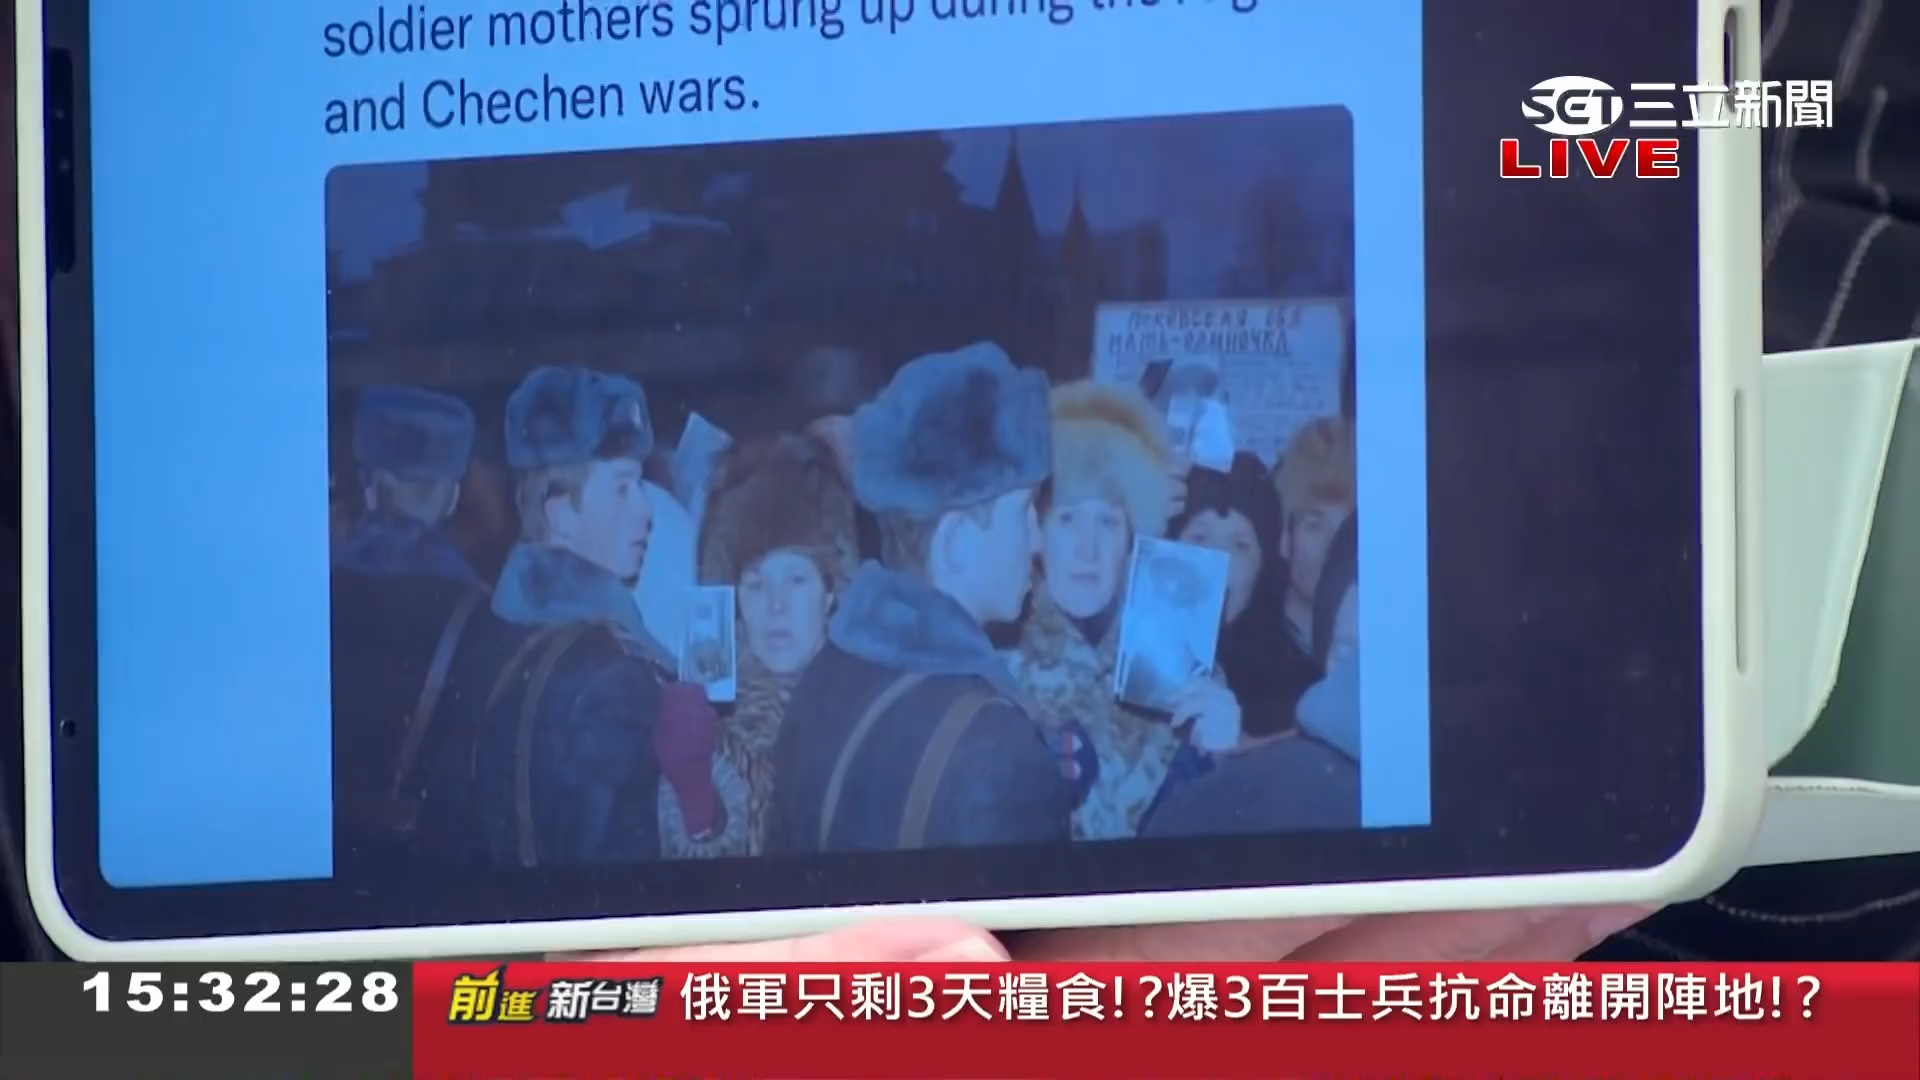 soldier mothers sprung up during the
and Chechen wars.
SET三立新聞
LIVE
МАТЬ-ОДИНОЧКА
15:32:28
前進新台灣
俄軍只剩3天糧食!?爆3百士兵抗命離開陣地!?